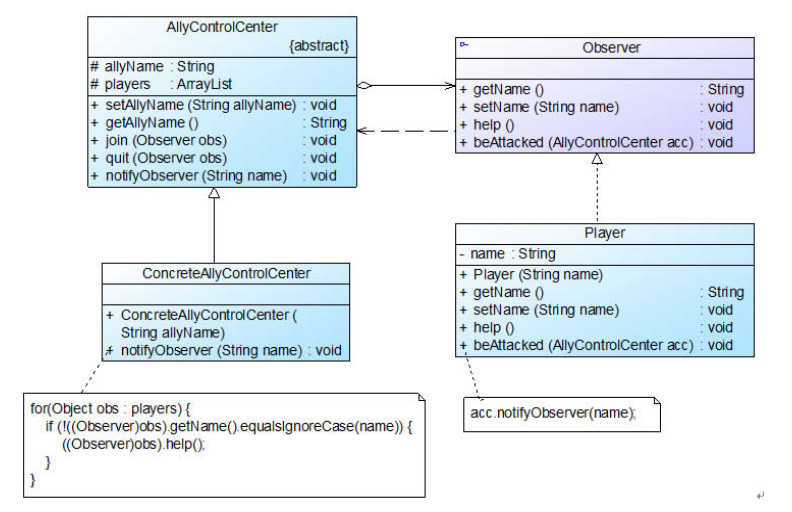 AllyControlCenter
{abstract}
# allyName : String
# players : ArrayList
+ setAllyName (String allyName) : void
+ getAllyName () : String
+ join (Observer obs) : void
+ quit (Observer obs) : void
+ notifyObserver (String name) : void
Observer
+ getName () : String
+ setName (String name) : void
+ help () : void
+ beAttacked (AllyControlCenter acc) : void
ConcreteAllyControlCenter
+ ConcreteAllyControlCenter (
String allyName)
+ notifyObserver (String name) : void
Player
- name : String
+ Player (String name)
+ getName () : String
+ setName (String name) : void
+ help () : void
+ beAttacked (AllyControlCenter acc) : void
for(Object obs : players) {
if (!((Observer)obs).getName().equalsIgnoreCase(name)) {
((Observer)obs).help();
}
}
acc.notifyObserver(name);